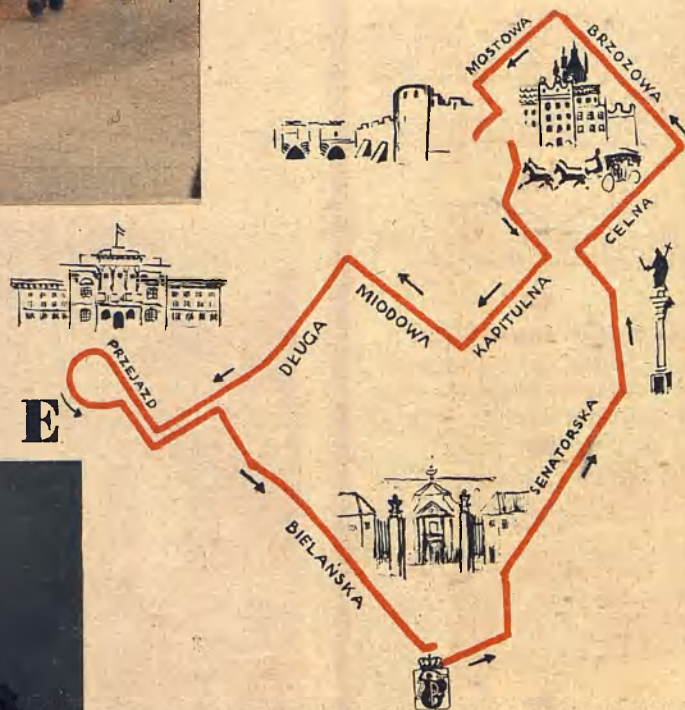 MOSTOWA
BRZOZOWA
CELNA
KAPITULNA
MIODOWA
DŁUGA
PRZEJAZD
E
SENATORSKA
BIELAŃSKA